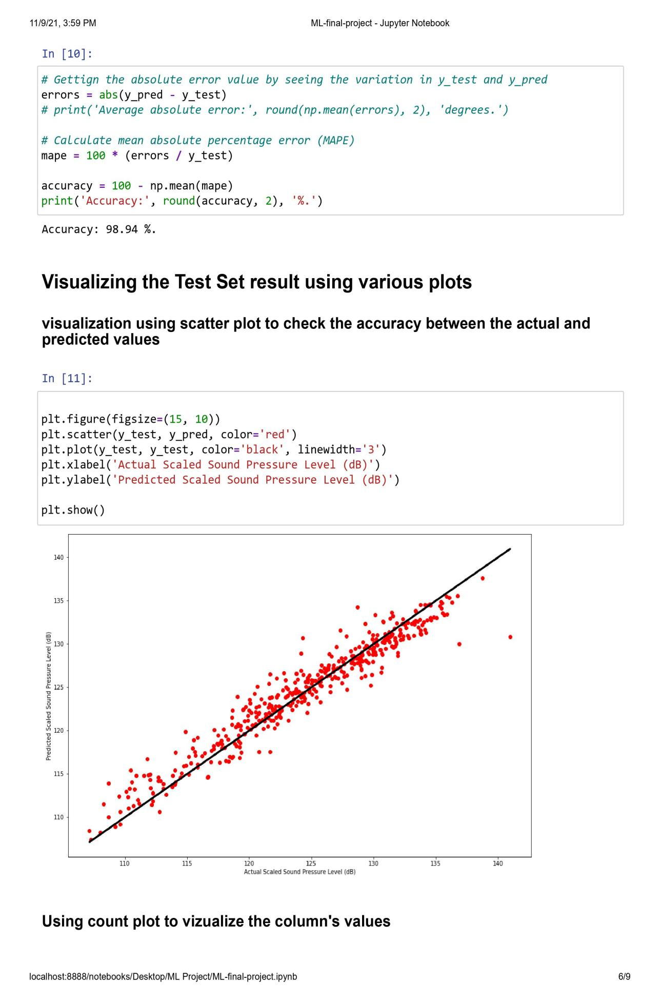 11/9/21, 3:59 PM ML-final-project - Jupyter Notebook
In [10]:
# Gettign the absolute error value by seeing the variation in y_test and y_pred
errors = abs(y_pred - y_test)
# print('Average absolute error:', round(np.mean(errors), 2), 'degrees.')
# Calculate mean absolute percentage error (MAPE)
mape = 100 * (errors / y_test)
accuracy = 100 - np.mean(mape)
print('Accuracy:', round(accuracy, 2), '%.')
Accuracy: 98.94 %.
Visualizing the Test Set result using various plots
visualization using scatter plot to check the accuracy between the actual and
predicted values
In [11]:
plt.figure(figsize=(15, 10))
plt.scatter(y_test, y_pred, color='red')
plt.plot(y_test, y_test, color='black', linewidth='3')
plt.xlabel('Actual Scaled Sound Pressure Level (dB)')
plt.ylabel('Predicted Scaled Sound Pressure Level (dB)')
plt.show()
140
135
130
125
120
115
110
Predicted Scaled Sound Pressure Level (dB)
110 115 120 125 130 135 140
Actual Scaled Sound Pressure Level (dB)
Using count plot to vizualize the column's values
localhost:8888/notebooks/Desktop/ML Project/ML-final-project.ipynb 6/9